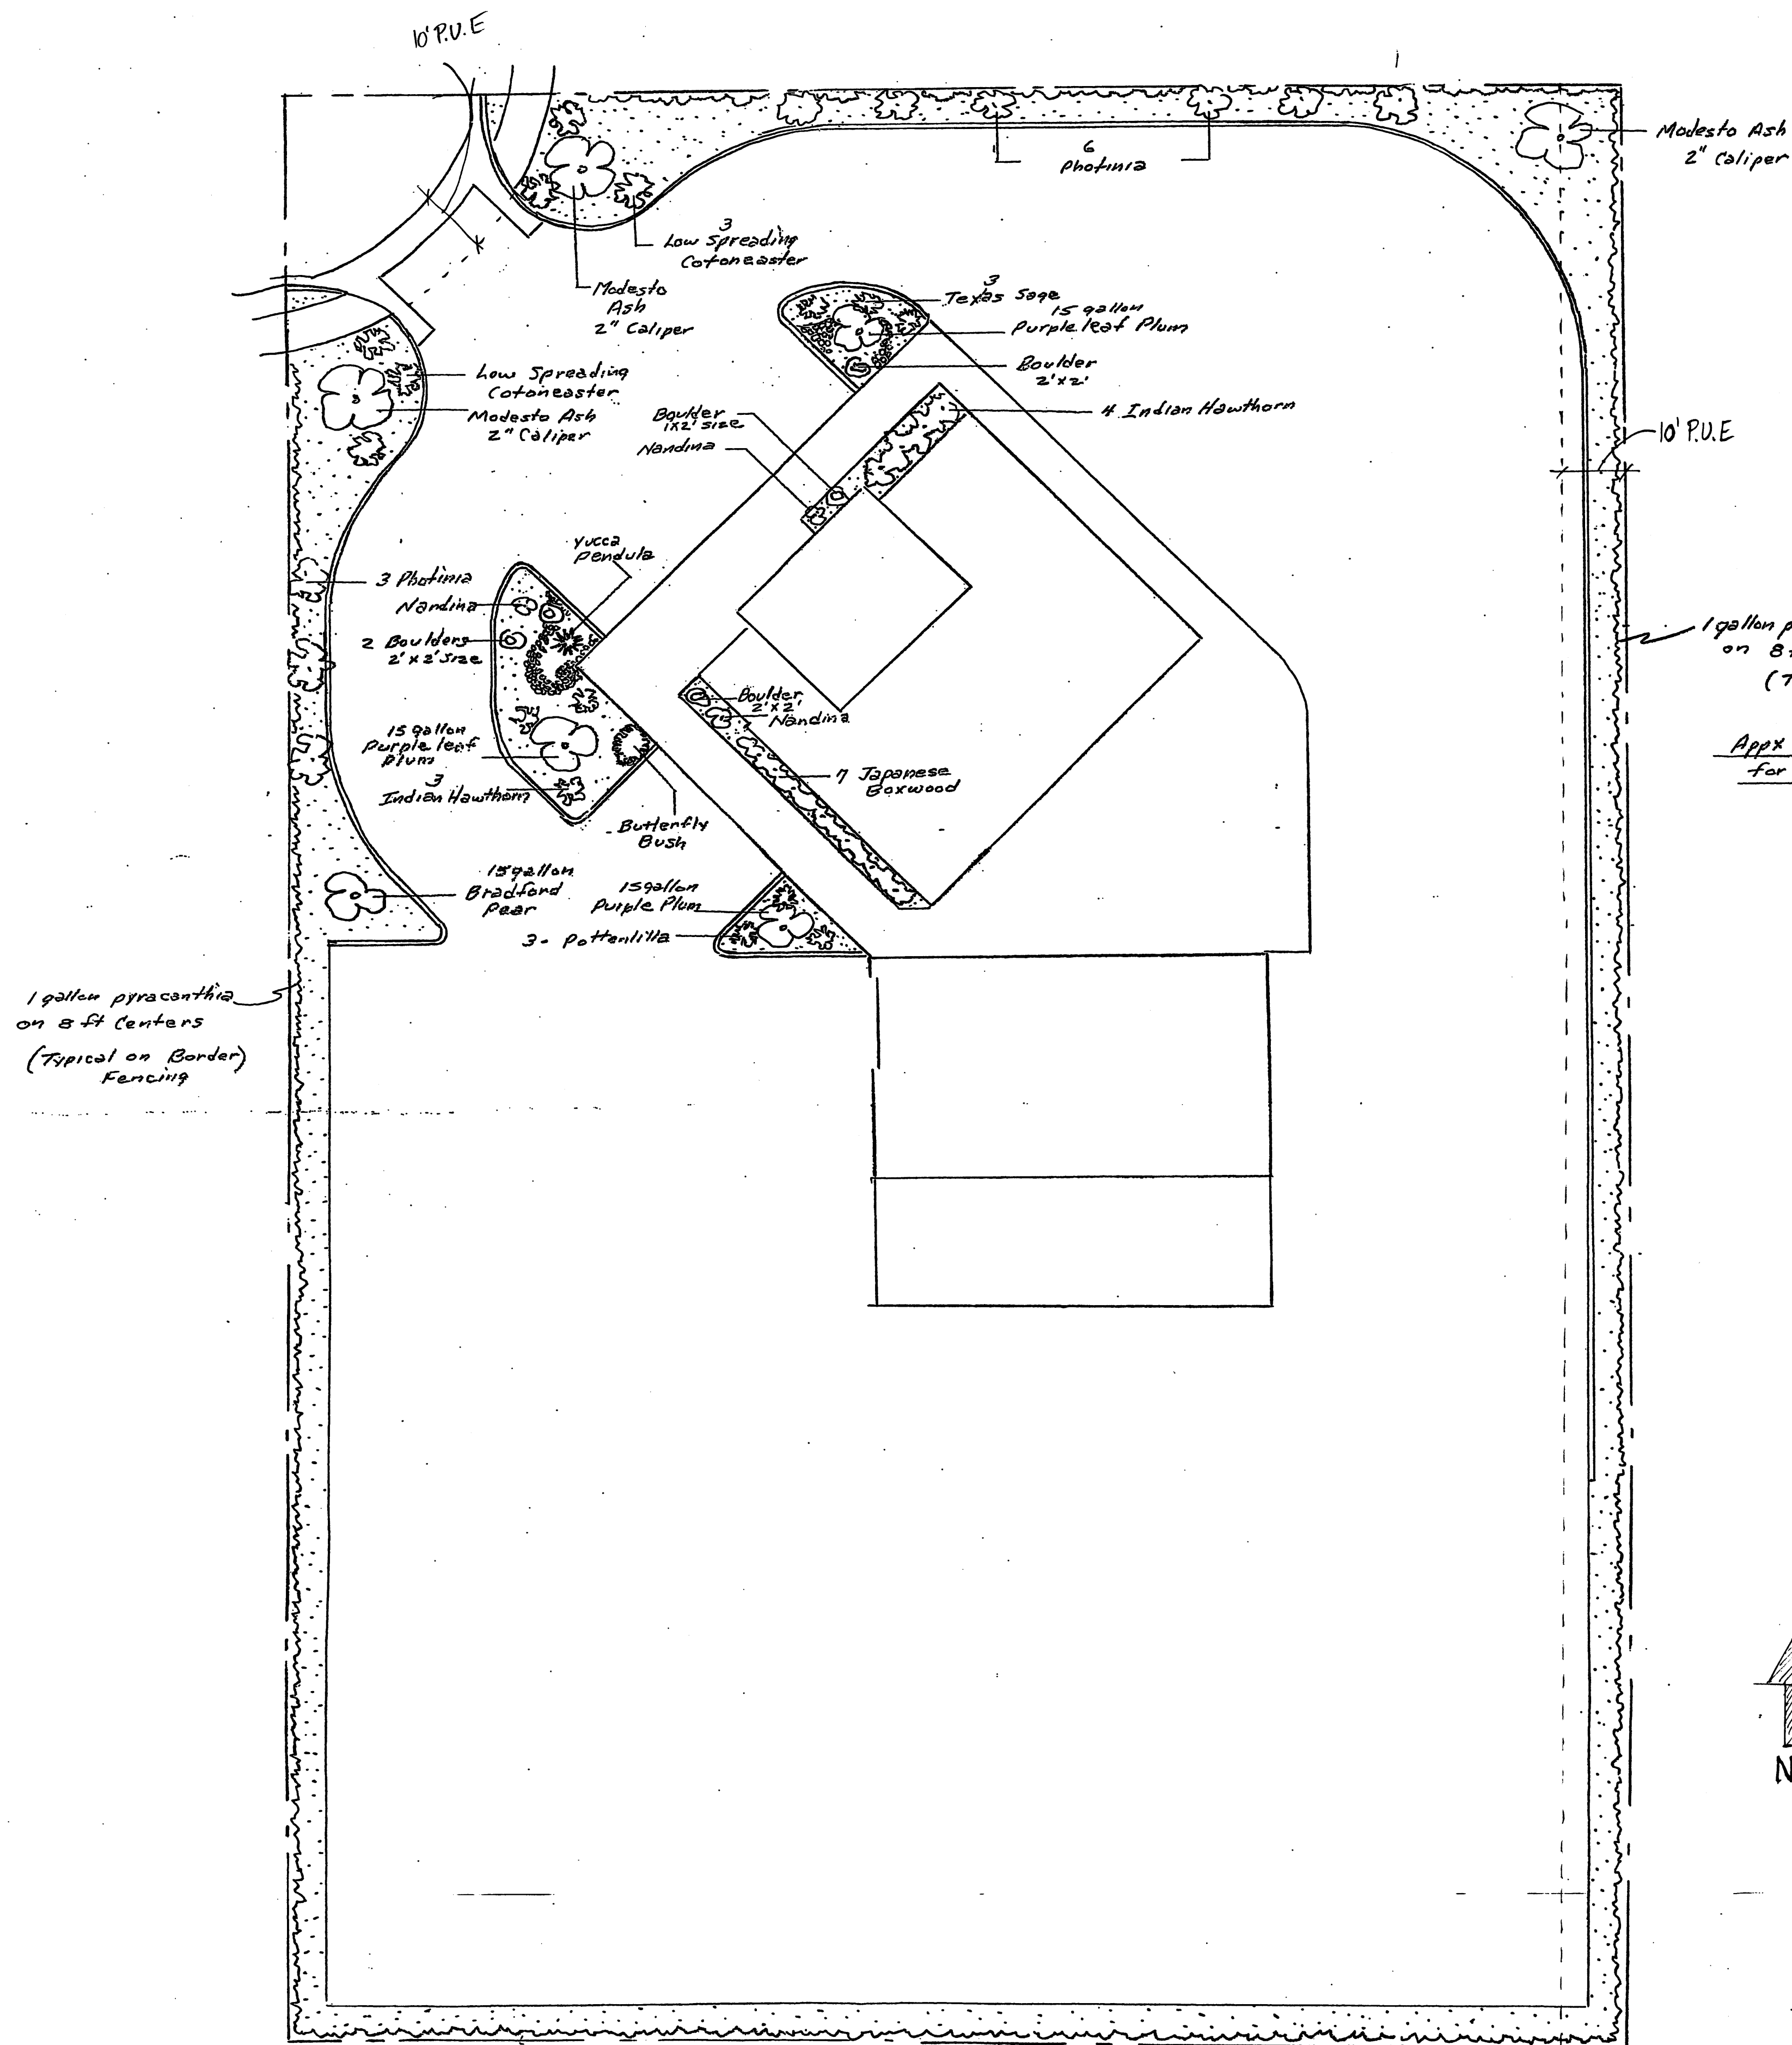 10' P.U.E
Modesto Ash
2" Caliper
6
Photinia
3
Low Spreading
Cotoneaster
Modesto
Ash
2" Caliper
3
Texas Sage
15 gallon
Purple leaf Plum
Boulder
2'x2'
Low Spreading
Cotoneaster
Modesto Ash
2" Caliper
Boulder
1x2' size
Nandina
4 Indian Hawthorn
10' P.U.E
Yucca
Pendula
3 Photinia
Nandina
2 Boulders
2' x 2' size
1 gallon p
on 8
(T
Boulder
2'x2'
Nandina
15 gallon
Purple leaf
Plum
3
Indian Hawthorn
Appx
for
7 Japanese
Boxwood
Butterfly
Bush
15 gallon
Bradford
Pear
15 gallon
Purple Plum
3 - Pottentilla
1 gallon pyracanthia
on 8 ft Centers
(Typical on Border)
Fencing
N